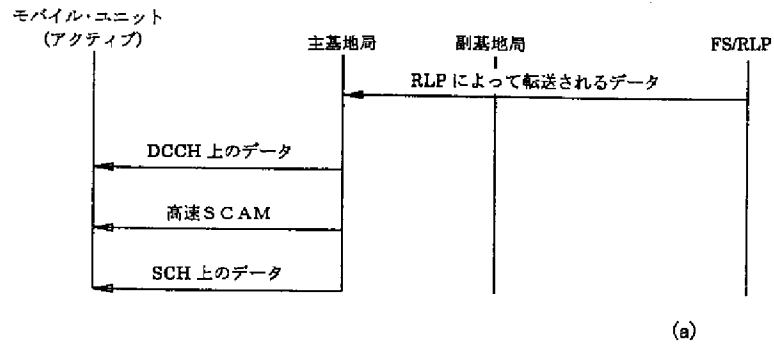 モバイル・ユニット
(アクティブ)
主基地局
副基地局
FS/RLP
RLP によって転送されるデータ
DCCH 上のデータ
高速SCAM
SCH 上のデータ
(a)